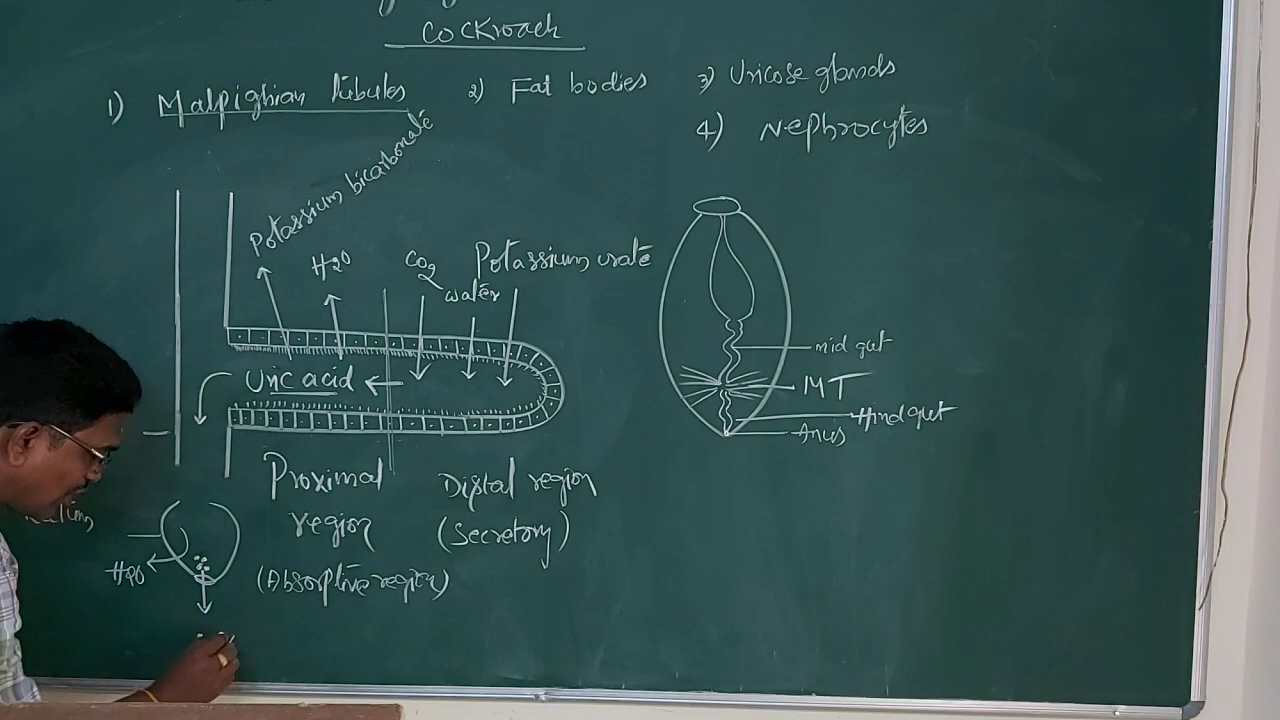 Cockroach
1) Malpighian tubules
2) Fat bodies
3) Uricose glands
4) Nephrocytes
Potassium bicarbonate
H2O
CO2
water
Potassium urate
Uric acid
Proximal region
(Absorptive region)
Distal region
(Secretory)
H2O
mid gut
MT
Hind gut
Anus